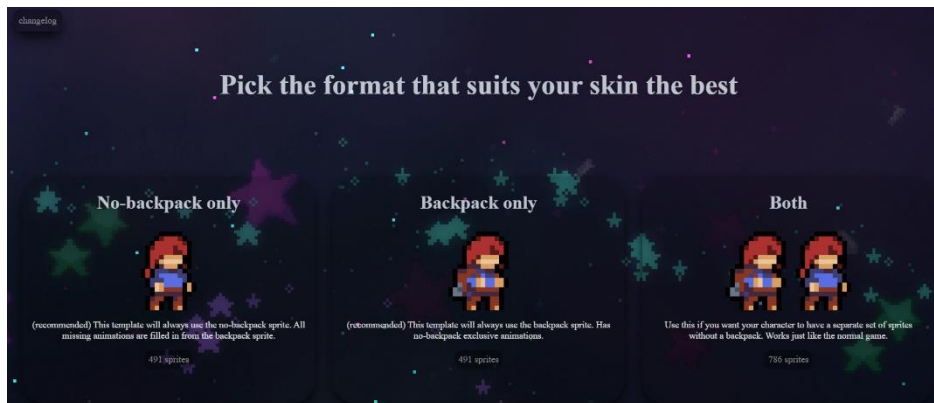 changelog
Pick the format that suits your skin the best
No-backpack only
(recommended) This template will always use the no-backpack sprite. All
missing animations are filled in from the backpack sprite.
491 sprites
Backpack only
(recommended) This template will always use the backpack sprite. Has
no-backpack exclusive animations.
491 sprites
Both
Use this if you want your character to have a separate set of sprites
without a backpack. Works just like the normal game.
786 sprites